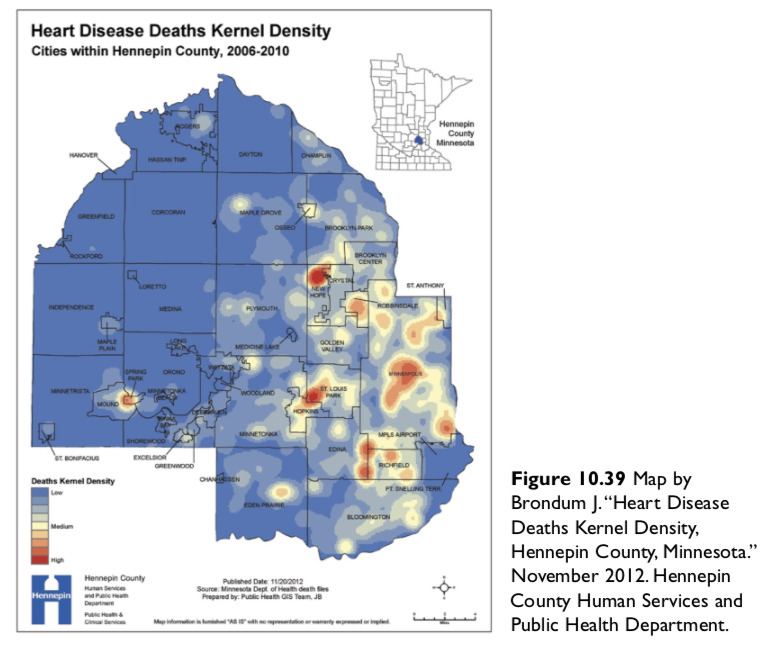 Heart Disease Deaths Kernel Density
Cities within Hennepin County, 2006-2010
Hennepin
County
Minnesota
ROGERS
HANOVER
HASSAN TWP.
DAYTON
CHAMPLIN
GREENFIELD
CORCORAN
MAPLE GROVE
OSSEO
BROOKLYN PARK
ROCKFORD
BROOKLYN
CENTER
LORETTO
CRYSTAL
NEW
HOPE
ST. ANTHONY
ROBBINSDALE
INDEPENDENCE
MEDINA
PLYMOUTH
MAPLE
PLAIN
LONG
LAKE
MEDICINE LAKE
GOLDEN
VALLEY
WAYZATA
SPRING
PARK
ORONO
MINNEAPOLIS
MINNETRISTA
MOUND
MINNETONKA
BEACH
WOODLAND
ST. LOUIS
PARK
HOPKINS
DEEPHAVEN
TONKA
BAY
SHOREWOOD
MINNETONKA
MPLS AIRPORT
EDINA
ST. BONIFACIUS
EXCELSIOR
GREENWOOD
RICHFIELD
CHANHASSEN
FT. SNELLING TERR.
EDEN PRAIRIE
BLOOMINGTON
Deaths Kernel Density
Low
Medium
High
Hennepin
Hennepin County
Human Services
and Public Health
Department
Public Health &
Clinical Services
Published Date: 11/20/2012
Source: Minnesota Dept. of Health death files
Prepared by: Public Health GIS Team, JB
Map information is furnished "AS IS" with no representation or warranty expressed or implied.
Miles
Figure 10.39 Map by
Brondum J. “Heart Disease
Deaths Kernel Density,
Hennepin County, Minnesota.”
November 2012. Hennepin
County Human Services and
Public Health Department.